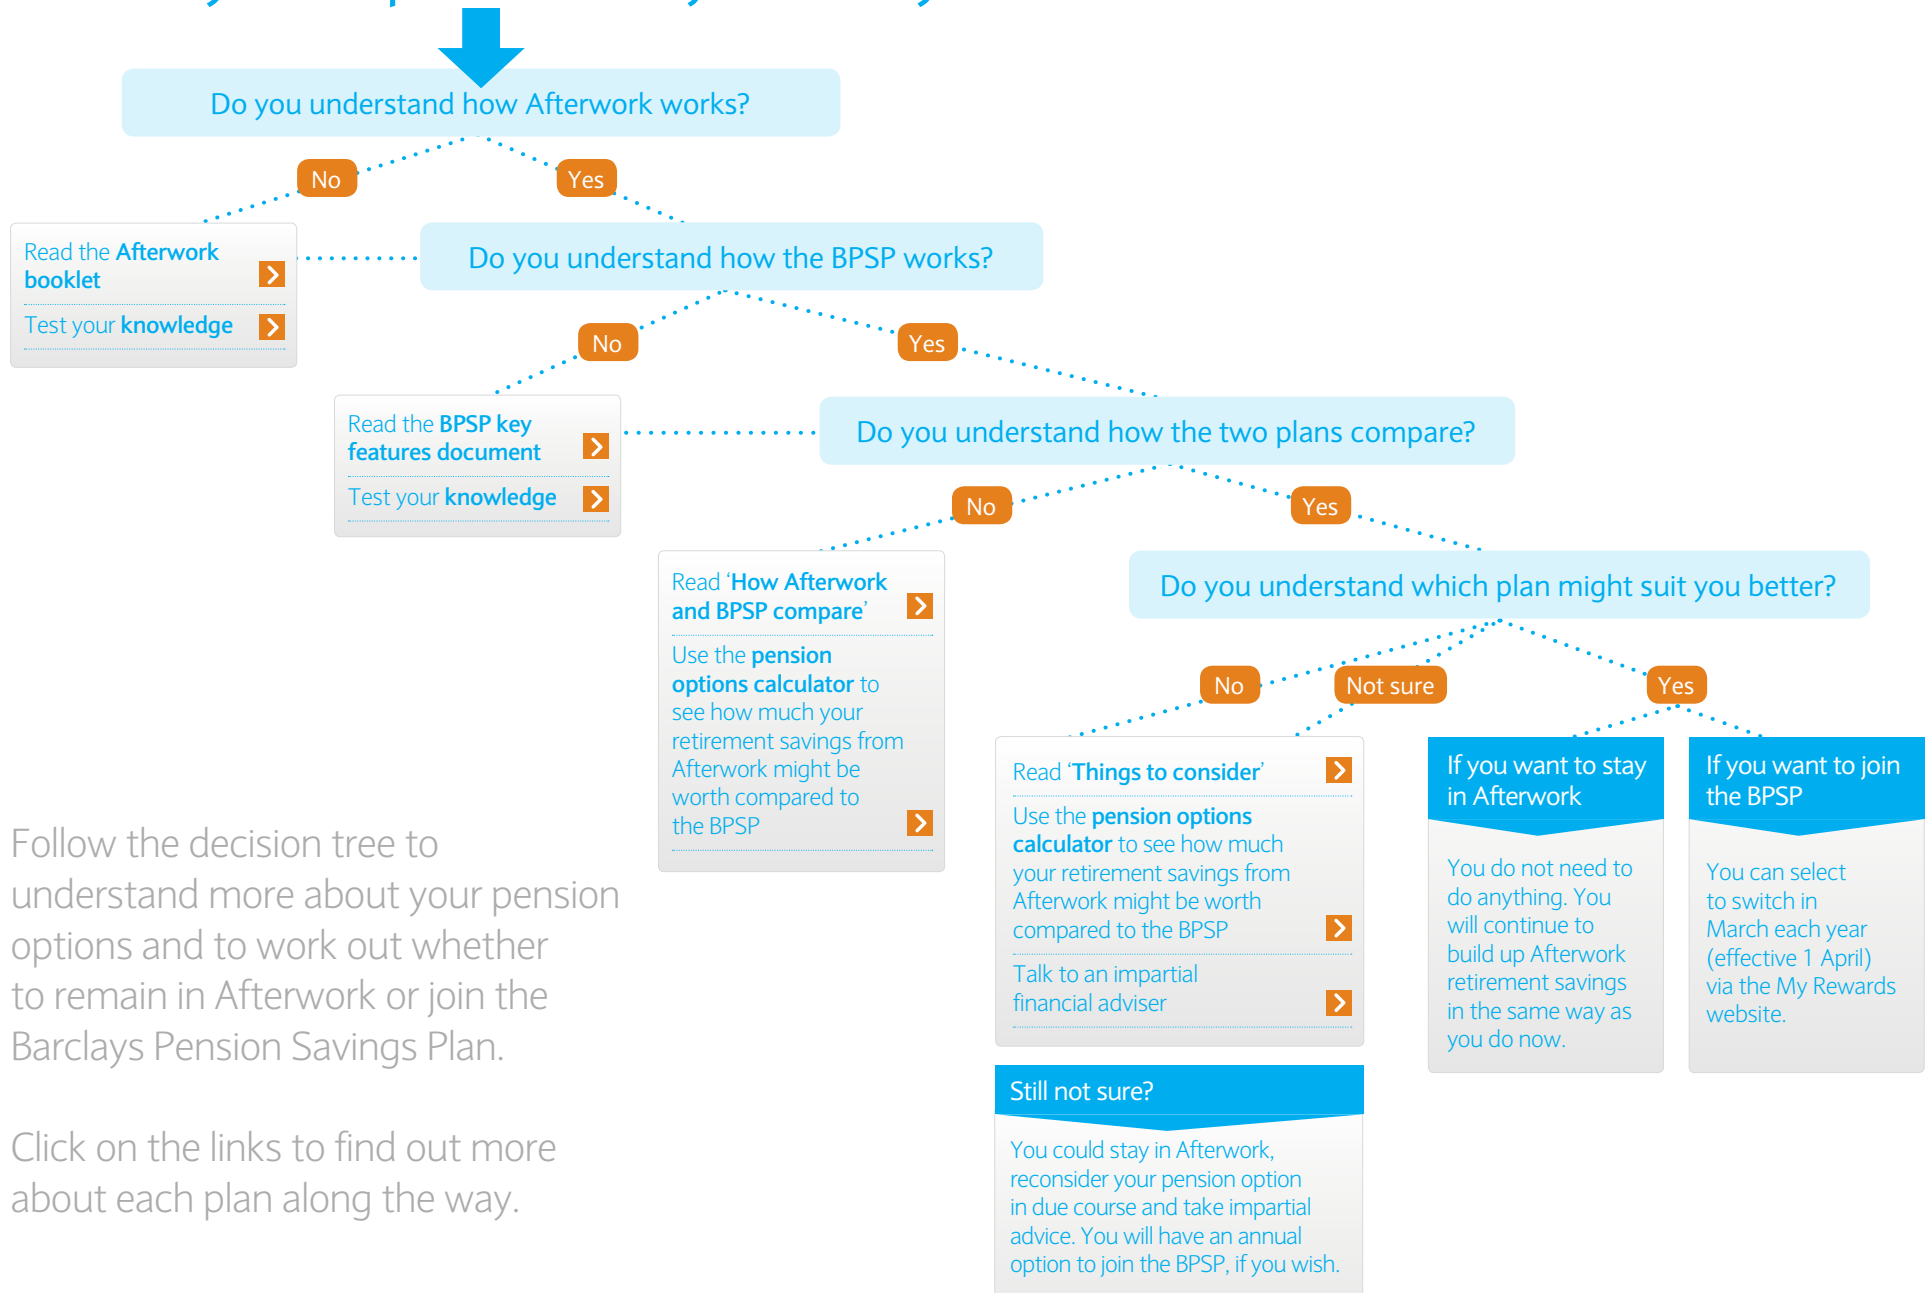 Do you understand how Afterwork works?
No
Yes
Read the Afterwork
booklet
Test your knowledge
Do you understand how the BPSP works?
No
Yes
Read the BPSP key
features document
Test your knowledge
Do you understand how the two plans compare?
No
Yes
Read ‘How Afterwork
and BPSP compare’
Use the pension
options calculator to
see how much your
retirement savings from
Afterwork might be
worth compared to
the BPSP
Do you understand which plan might suit you better?
No
Not sure
Yes
Read ‘Things to consider’
Use the pension options
calculator to see how much
your retirement savings from
Afterwork might be worth
compared to the BPSP
Talk to an impartial
financial adviser
If you want to stay
in Afterwork
You do not need to
do anything. You
will continue to
build up Afterwork
retirement savings
in the same way as
you do now.
If you want to join
the BPSP
You can select
to switch in
March each year
(effective 1 April)
via the My Rewards
website.
Still not sure?
You could stay in Afterwork,
reconsider your pension option
in due course and take impartial
advice. You will have an annual
option to join the BPSP, if you wish.
Follow the decision tree to
understand more about your pension
options and to work out whether
to remain in Afterwork or join the
Barclays Pension Savings Plan.
Click on the links to find out more
about each plan along the way.